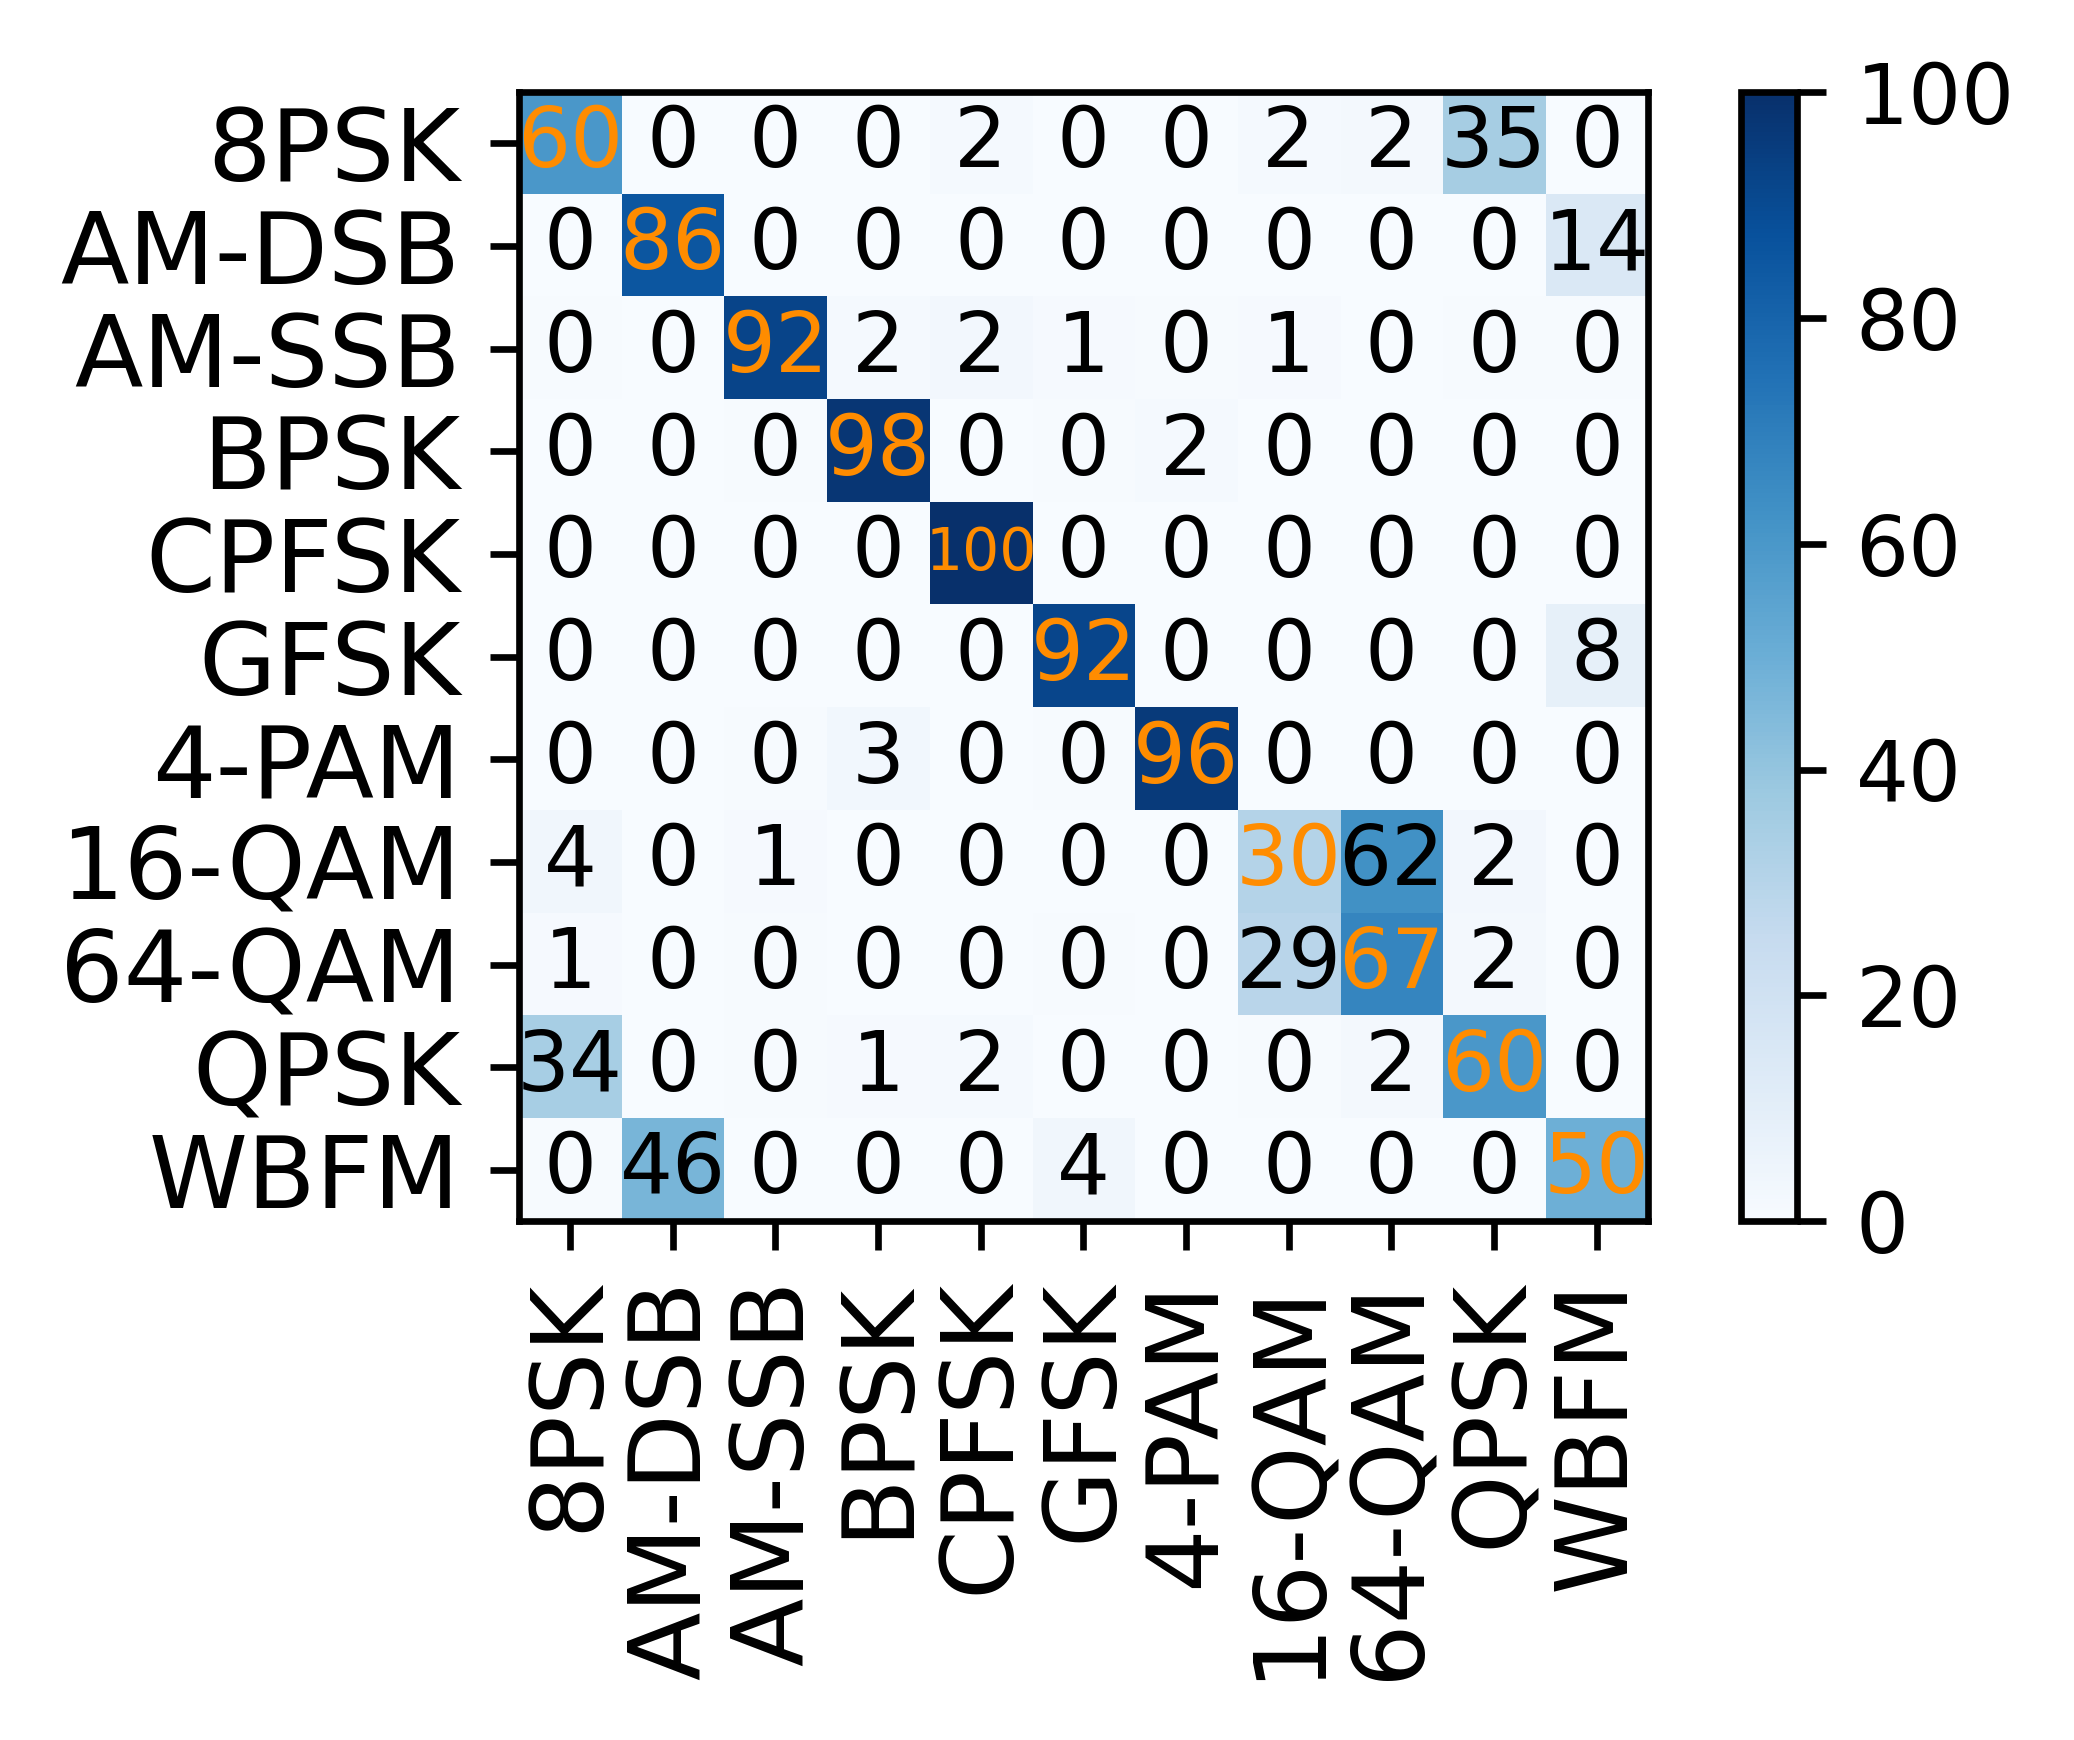 8PSK 60 0 0 0 2 0 0 2 2 35 0
AM-DSB 0 86 0 0 0 0 0 0 0 0 14
AM-SSB 0 0 92 2 2 1 0 1 0 0 0
BPSK 0 0 0 98 0 0 2 0 0 0 0
CPFSK 0 0 0 0 100 0 0 0 0 0 0
GFSK 0 0 0 0 0 92 0 0 0 0 8
4-PAM 0 0 0 3 0 0 96 0 0 0 0
16-QAM 4 0 1 0 0 0 0 30 62 2 0
64-QAM 1 0 0 0 0 0 0 29 67 2 0
QPSK 34 0 0 1 2 0 0 0 2 60 0
WBFM 0 46 0 0 0 4 0 0 0 0 50
8PSK
AM-DSB
AM-SSB
BPSK
CPFSK
GFSK
4-PAM
16-QAM
64-QAM
QPSK
WBFM
100
80
60
40
20
0